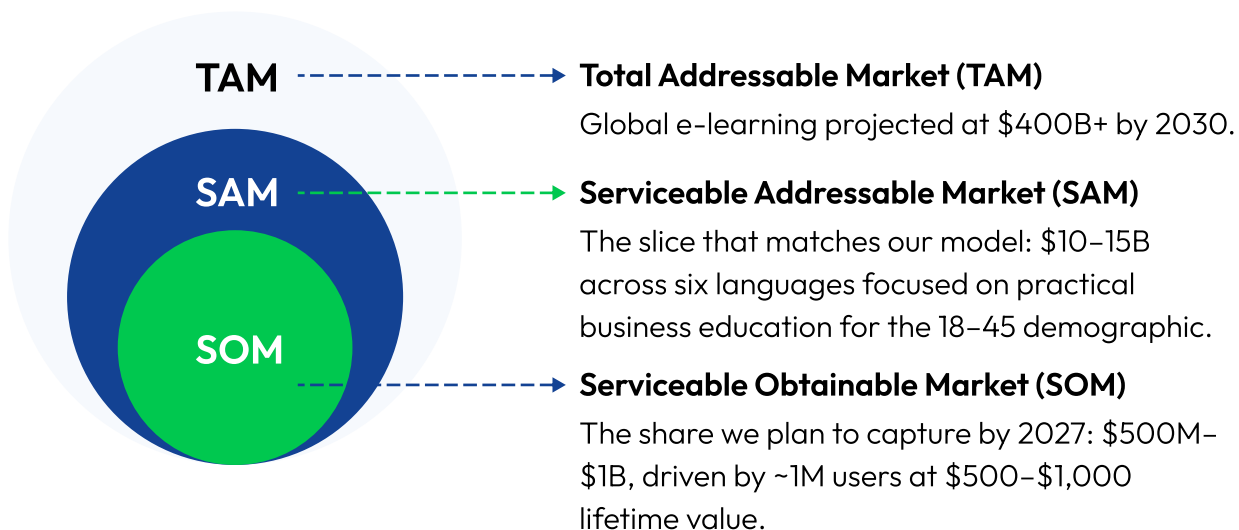 TAM
Total Addressable Market (TAM)
Global e-learning projected at $400B+ by 2030.
SAM
Serviceable Addressable Market (SAM)
The slice that matches our model: $10–15B
across six languages focused on practical
business education for the 18–45 demographic.
SOM
Serviceable Obtainable Market (SOM)
The share we plan to capture by 2027: $500M–
$1B, driven by ~1M users at $500–$1,000
lifetime value.